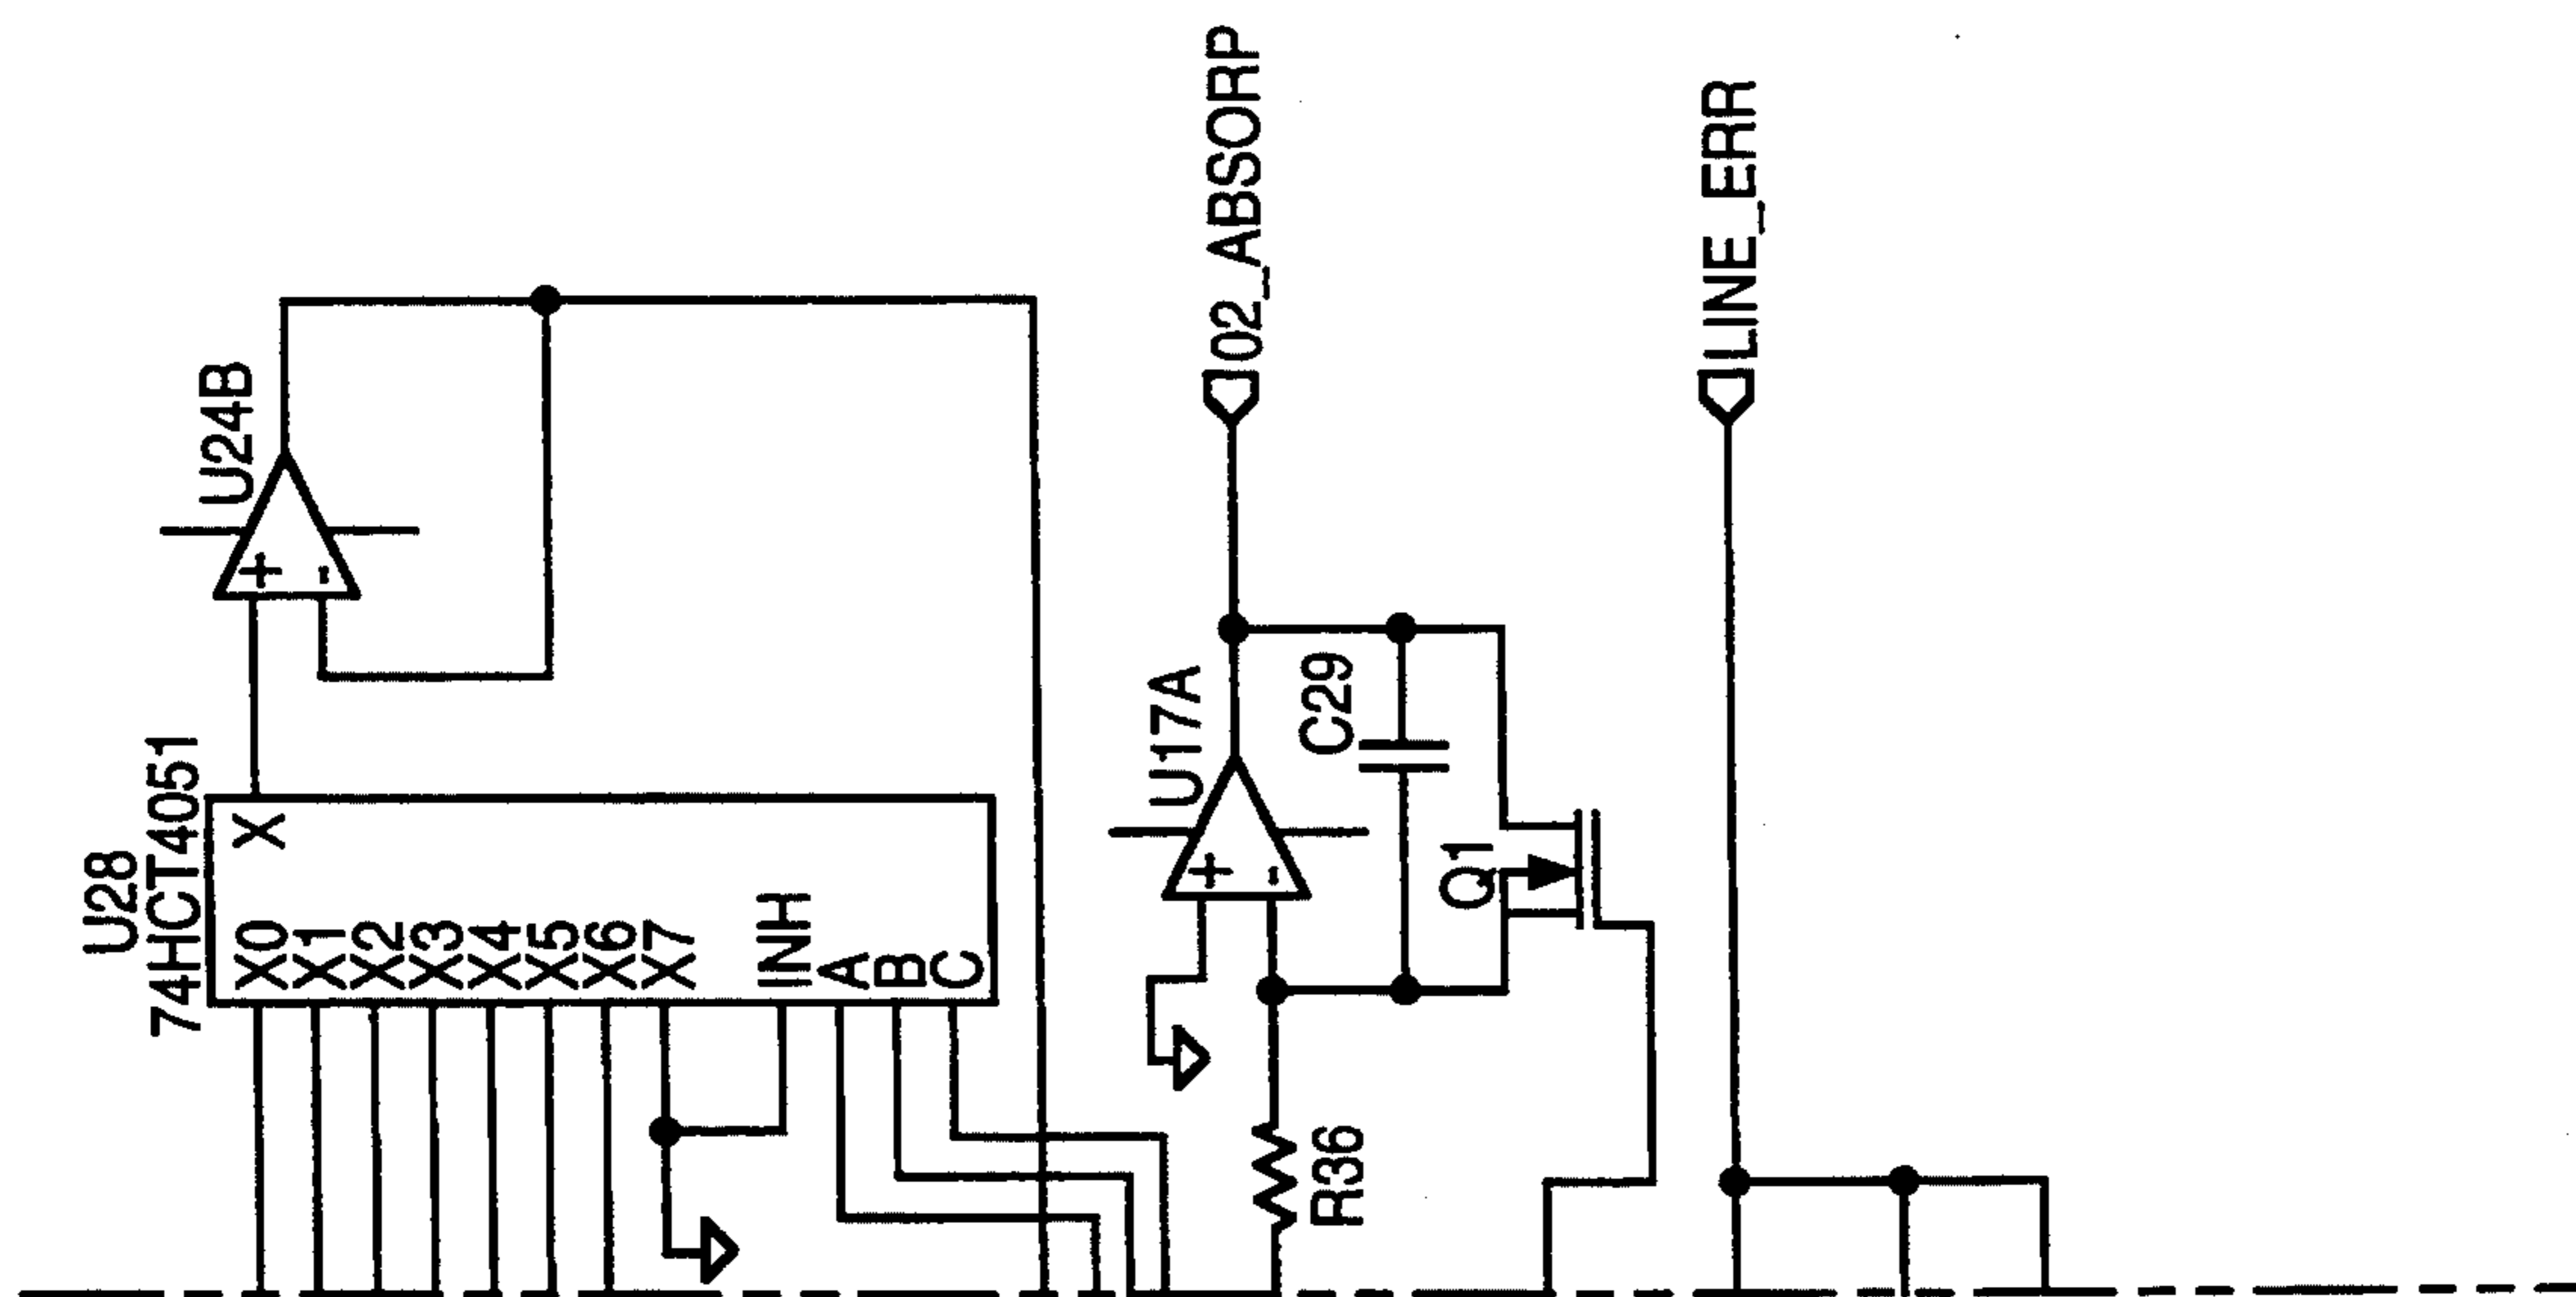 U28
74HCT4051
X0
X1
X2
X3
X4
X5
X6
X7
INH
A
B
C
X
U24B
+
-
U17A
+
-
C29
Q1
R36
02_ABSORP
LINE_ERR